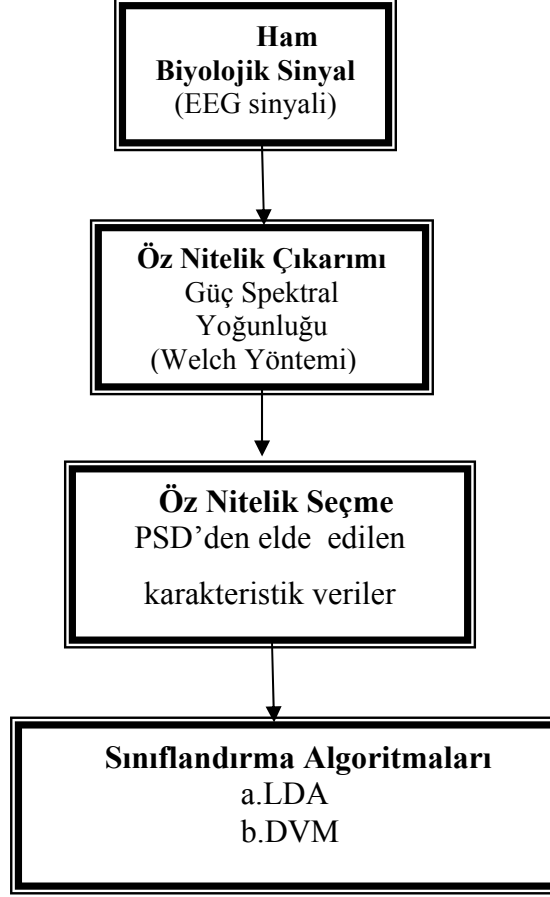 Ham
Biyolojik Sinyal
(EEG sinyali)
Öz Nitelik Çıkarımı
Güç Spektral
Yoğunluğu
(Welch Yöntemi)
Öz Nitelik Seçme
PSD’den elde edilen
karakteristik veriler
Sınıflandırma Algoritmaları
a.LDA
b.DVM